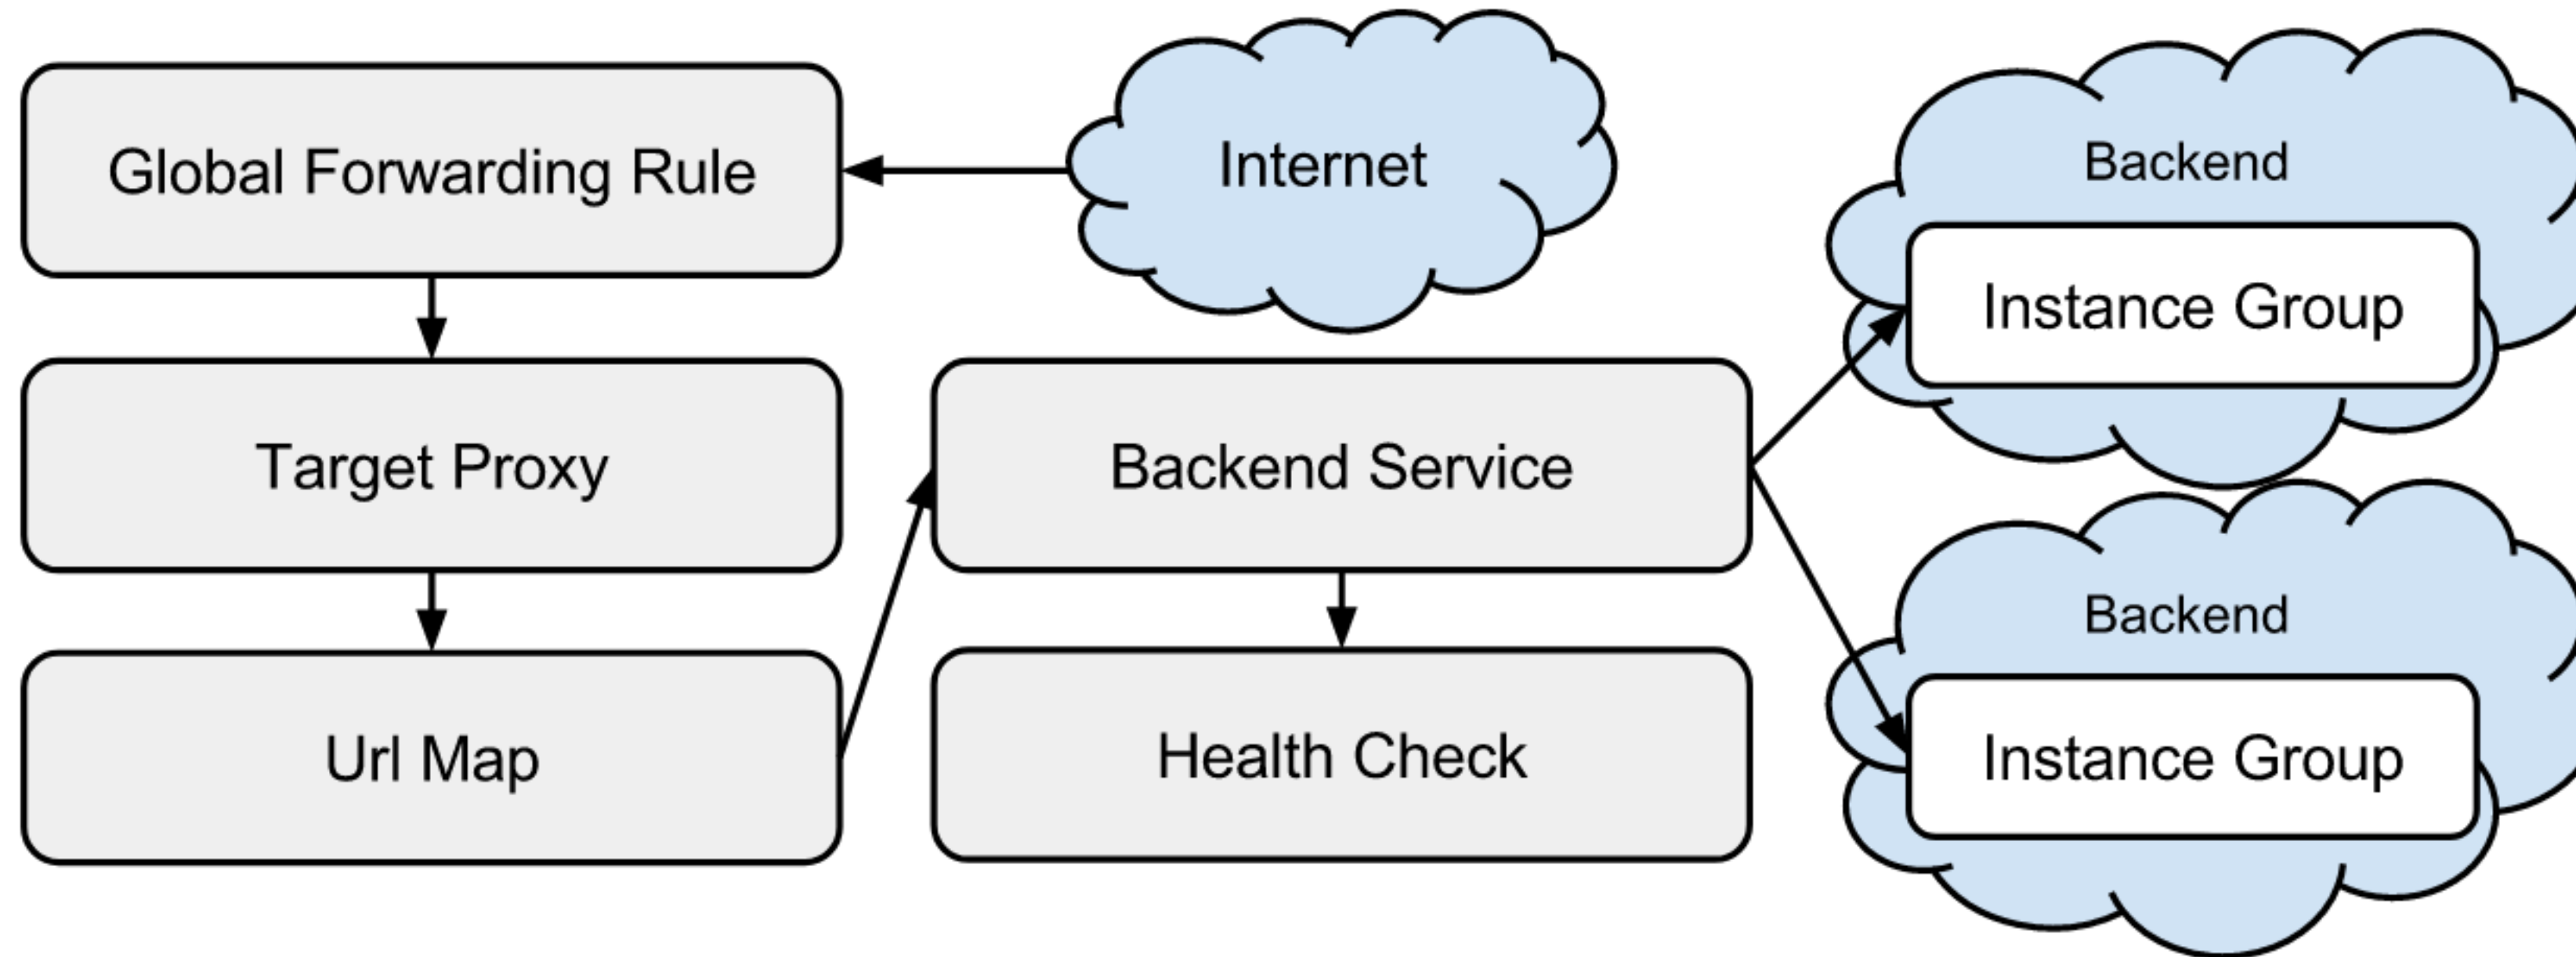 Global Forwarding Rule
Internet
Backend
Instance Group
Target Proxy
Backend Service
Backend
Instance Group
Url Map
Health Check